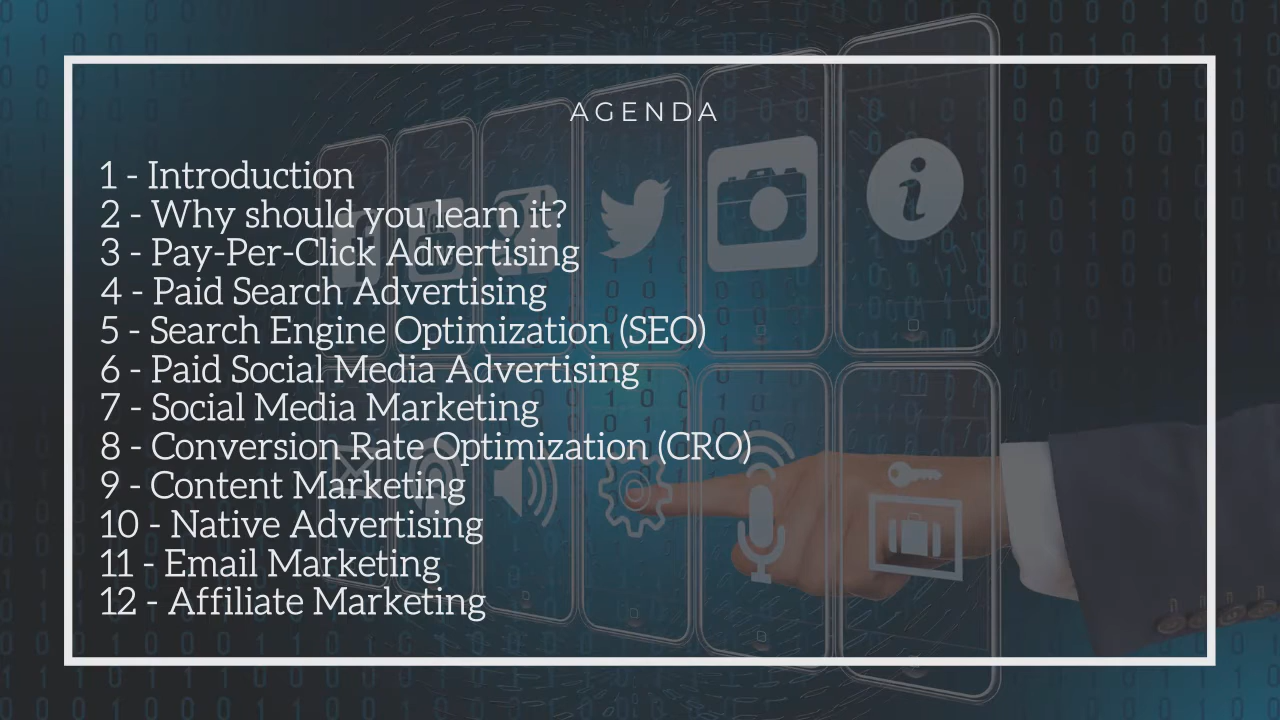 AGENDA
1 - Introduction
2 - Why should you learn it?
3 - Pay-Per-Click Advertising
4 - Paid Search Advertising
5 - Search Engine Optimization (SEO)
6 - Paid Social Media Advertising
7 - Social Media Marketing
8 - Conversion Rate Optimization (CRO)
9 - Content Marketing
10 - Native Advertising
11 - Email Marketing
12 - Affiliate Marketing